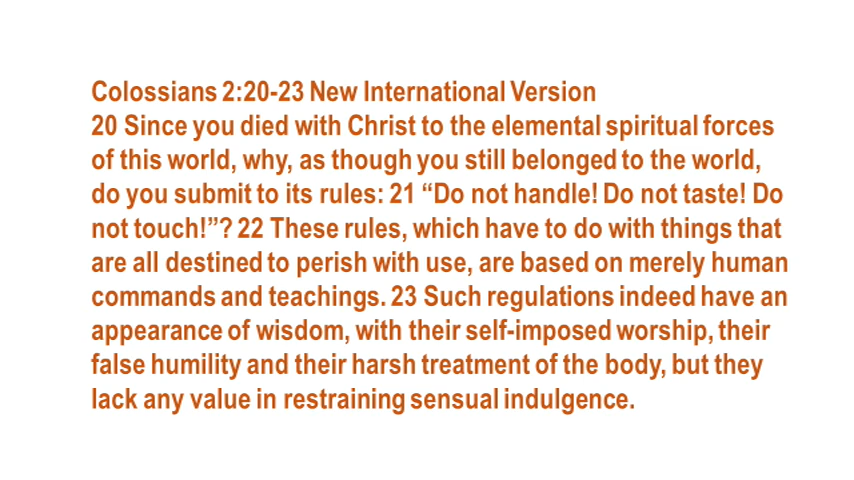 Colossians 2:20-23 New International Version
20 Since you died with Christ to the elemental spiritual forces
of this world, why, as though you still belonged to the world,
do you submit to its rules: 21 “Do not handle! Do not taste! Do
not touch!”? 22 These rules, which have to do with things that
are all destined to perish with use, are based on merely human
commands and teachings. 23 Such regulations indeed have an
appearance of wisdom, with their self-imposed worship, their
false humility and their harsh treatment of the body, but they
lack any value in restraining sensual indulgence.